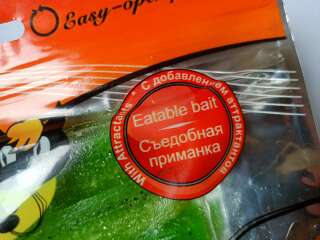 Easy-open
С добавлением аттрактантов
With Attractants
Eatable bait
Съедобная
приманка